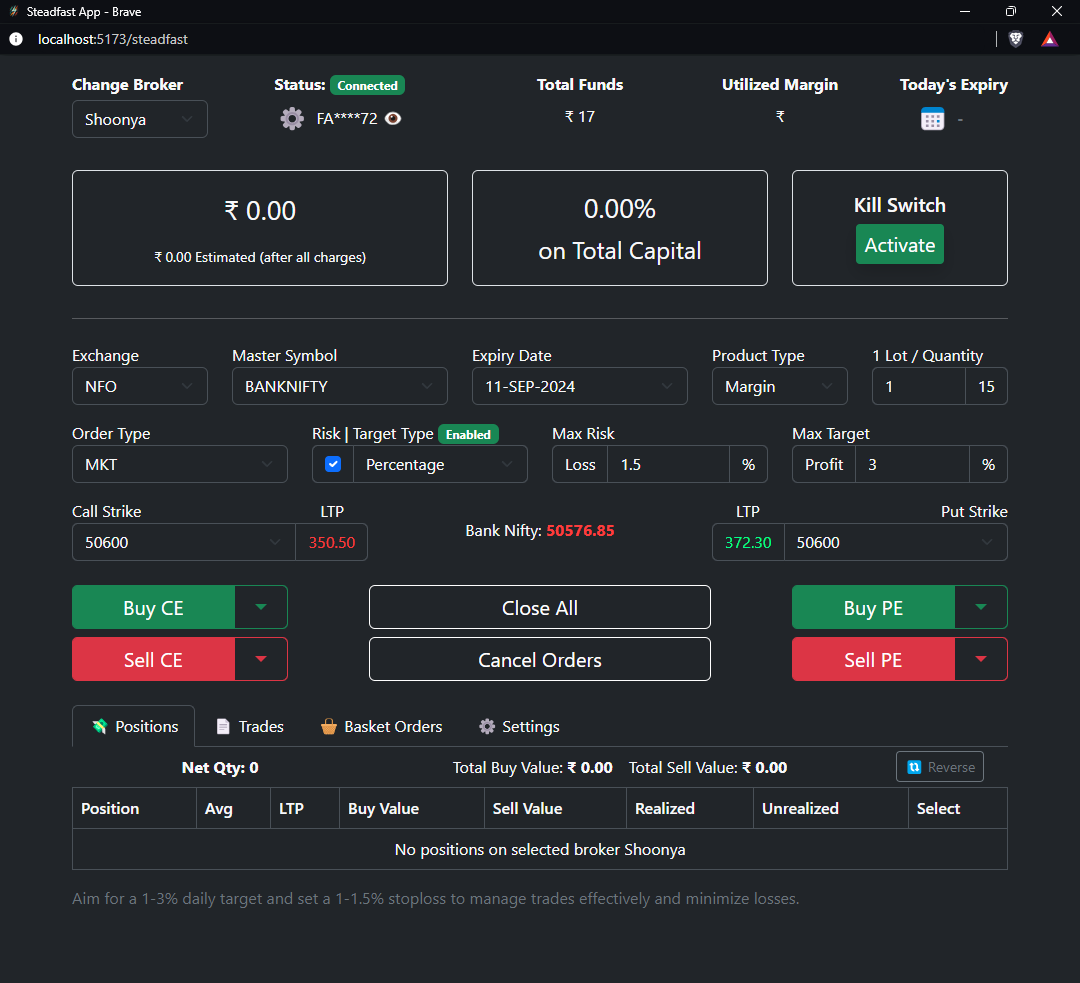 Steadfast App - Brave
localhost:5173/steadfast
Change Broker
Status: Connected
Total Funds
Utilized Margin
Today's Expiry
Shoonya
FA****72
₹ 17
₹
-
₹ 0.00
₹ 0.00 Estimated (after all charges)
0.00%
on Total Capital
Kill Switch
Activate
Exchange
Master Symbol
Expiry Date
Product Type
1 Lot / Quantity
NFO
BANKNIFTY
11-SEP-2024
Margin
1
15
Order Type
Risk | Target Type Enabled
Max Risk
Max Target
MKT
Percentage
Loss
1.5
%
Profit
3
%
Call Strike
LTP
Bank Nifty: 50576.85
LTP
Put Strike
50600
350.50
372.30
50600
Buy CE
Close All
Buy PE
Sell CE
Cancel Orders
Sell PE
Positions
Trades
Basket Orders
Settings
Net Qty: 0
Total Buy Value: ₹ 0.00
Total Sell Value: ₹ 0.00
Reverse
Position
Avg
LTP
Buy Value
Sell Value
Realized
Unrealized
Select
No positions on selected broker Shoonya
Aim for a 1-3% daily target and set a 1-1.5% stoploss to manage trades effectively and minimize losses.